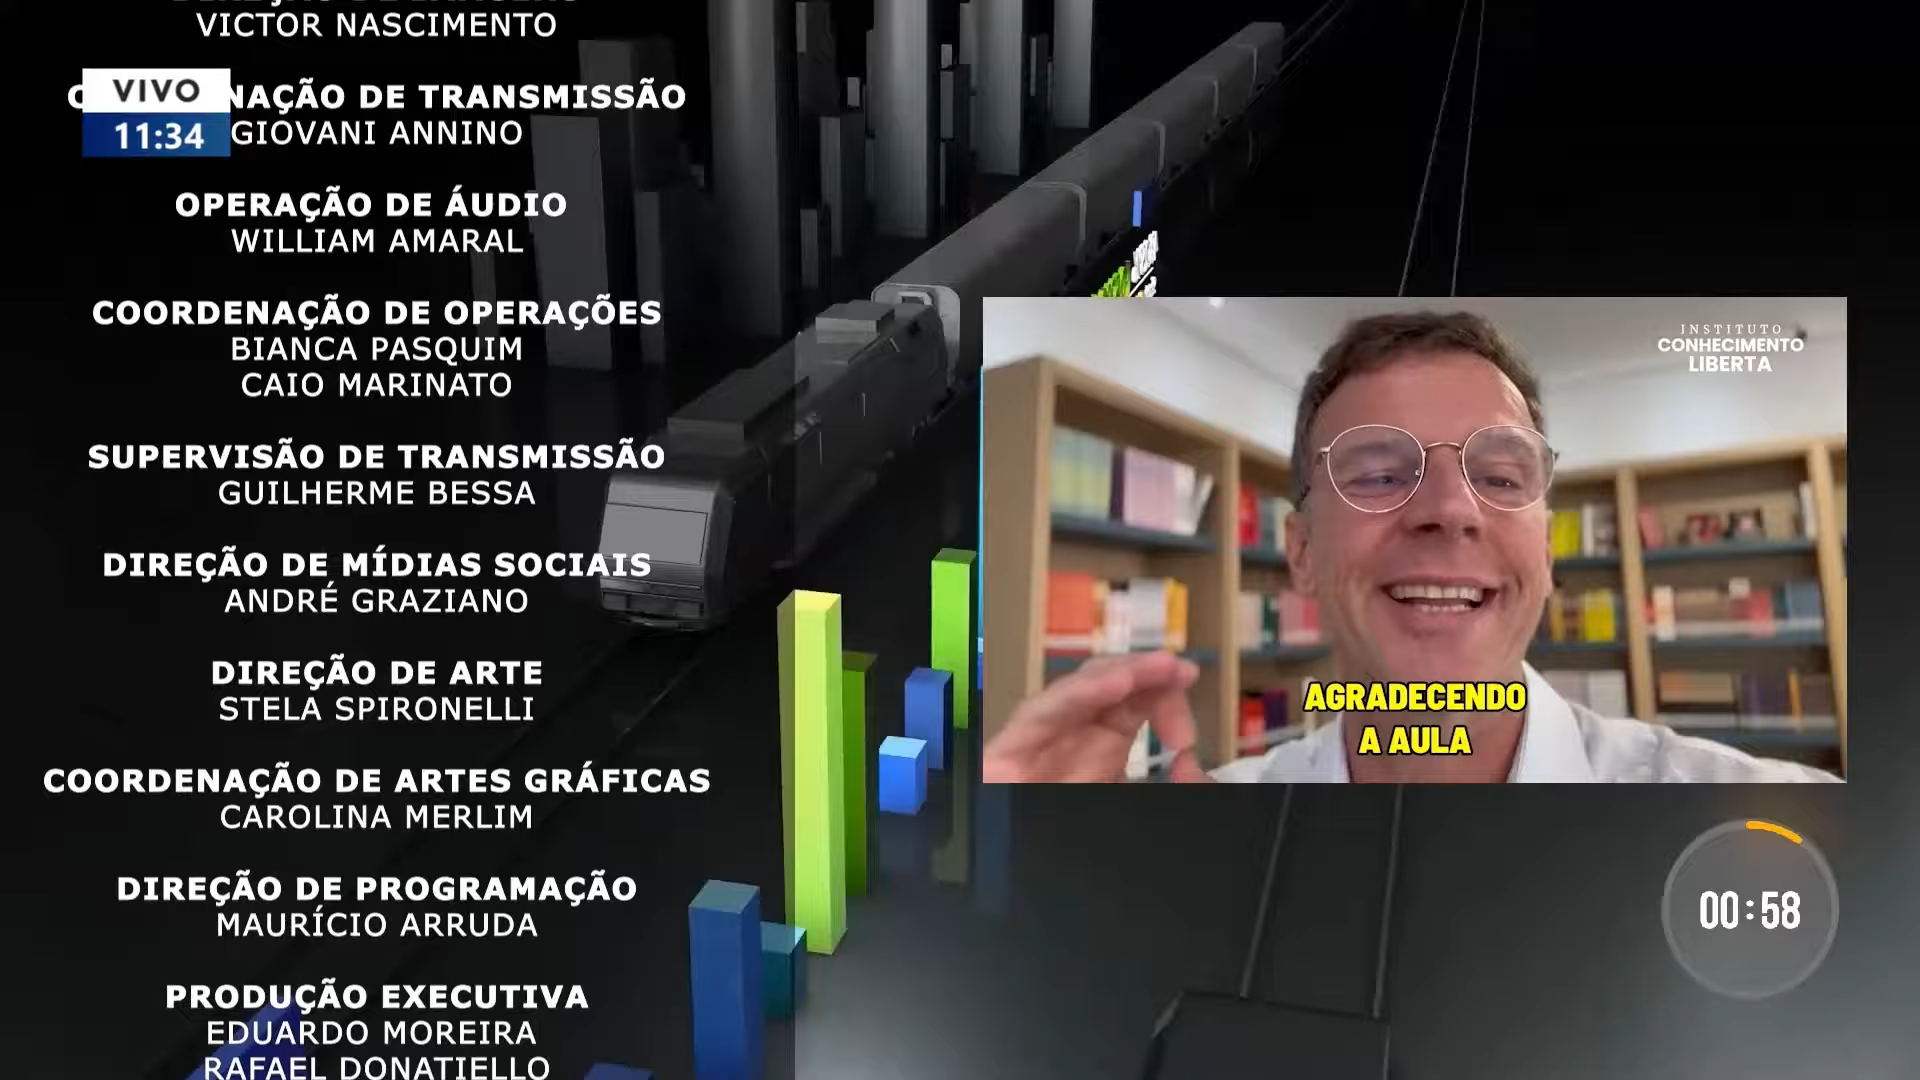 VICTOR NASCIMENTO
VIVO
NAÇÃO DE TRANSMISSÃO
11:34
GIOVANI ANNINO
OPERAÇÃO DE ÁUDIO
WILLIAM AMARAL
COORDENAÇÃO DE OPERAÇÕES
BIANCA PASQUIM
CAIO MARINATO
SUPERVISÃO DE TRANSMISSÃO
GUILHERME BESSA
DIREÇÃO DE MÍDIAS SOCIAIS
ANDRÉ GRAZIANO
DIREÇÃO DE ARTE
STELA SPIRONELLI
COORDENAÇÃO DE ARTES GRÁFICAS
CAROLINA MERLIM
DIREÇÃO DE PROGRAMAÇÃO
MAURÍCIO ARRUDA
PRODUÇÃO EXECUTIVA
EDUARDO MOREIRA
RAFAEL DONATIELLO
INSTITUTO
CONHECIMENTO
LIBERTA
AGRADECENDO
A AULA
00:58